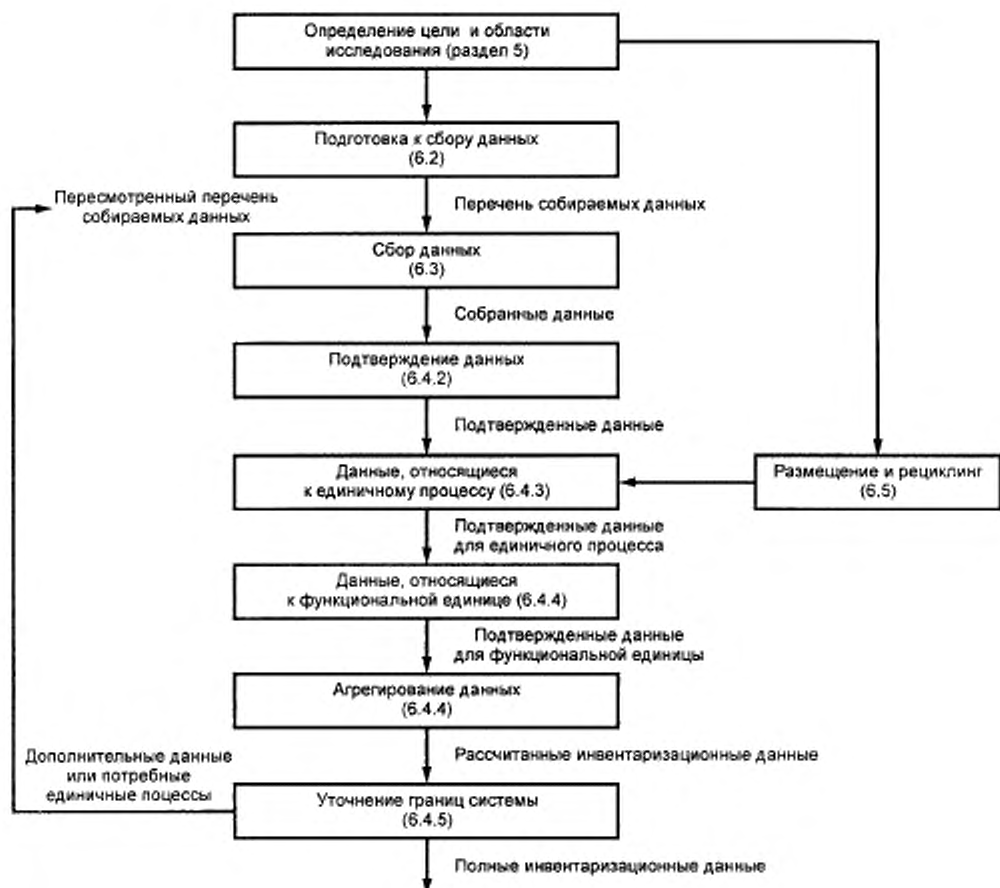 Определение цели и области
исследования (раздел 5)
Подготовка к сбору данных
(6.2)
Пересмотренный перечень
собираемых данных
Перечень собираемых данных
Сбор данных
(6.3)
Собранные данные
Подтверждение данных
(6.4.2)
Подтвержденные данные
Данные, относящиеся
к единичному процессу (6.4.3)
Размещение и рециклинг
(6.5)
Подтвержденные данные
для единичного процесса
Данные, относящиеся
к функциональной единице (6.4.4)
Подтвержденные данные
для функциональной единицы
Агрегирование данных
(6.4.4)
Рассчитанные инвентаризационные данные
Дополнительные данные
или потребные
единичные поцессы
Уточнение границ системы
(6.4.5)
Полные инвентаризационные данные